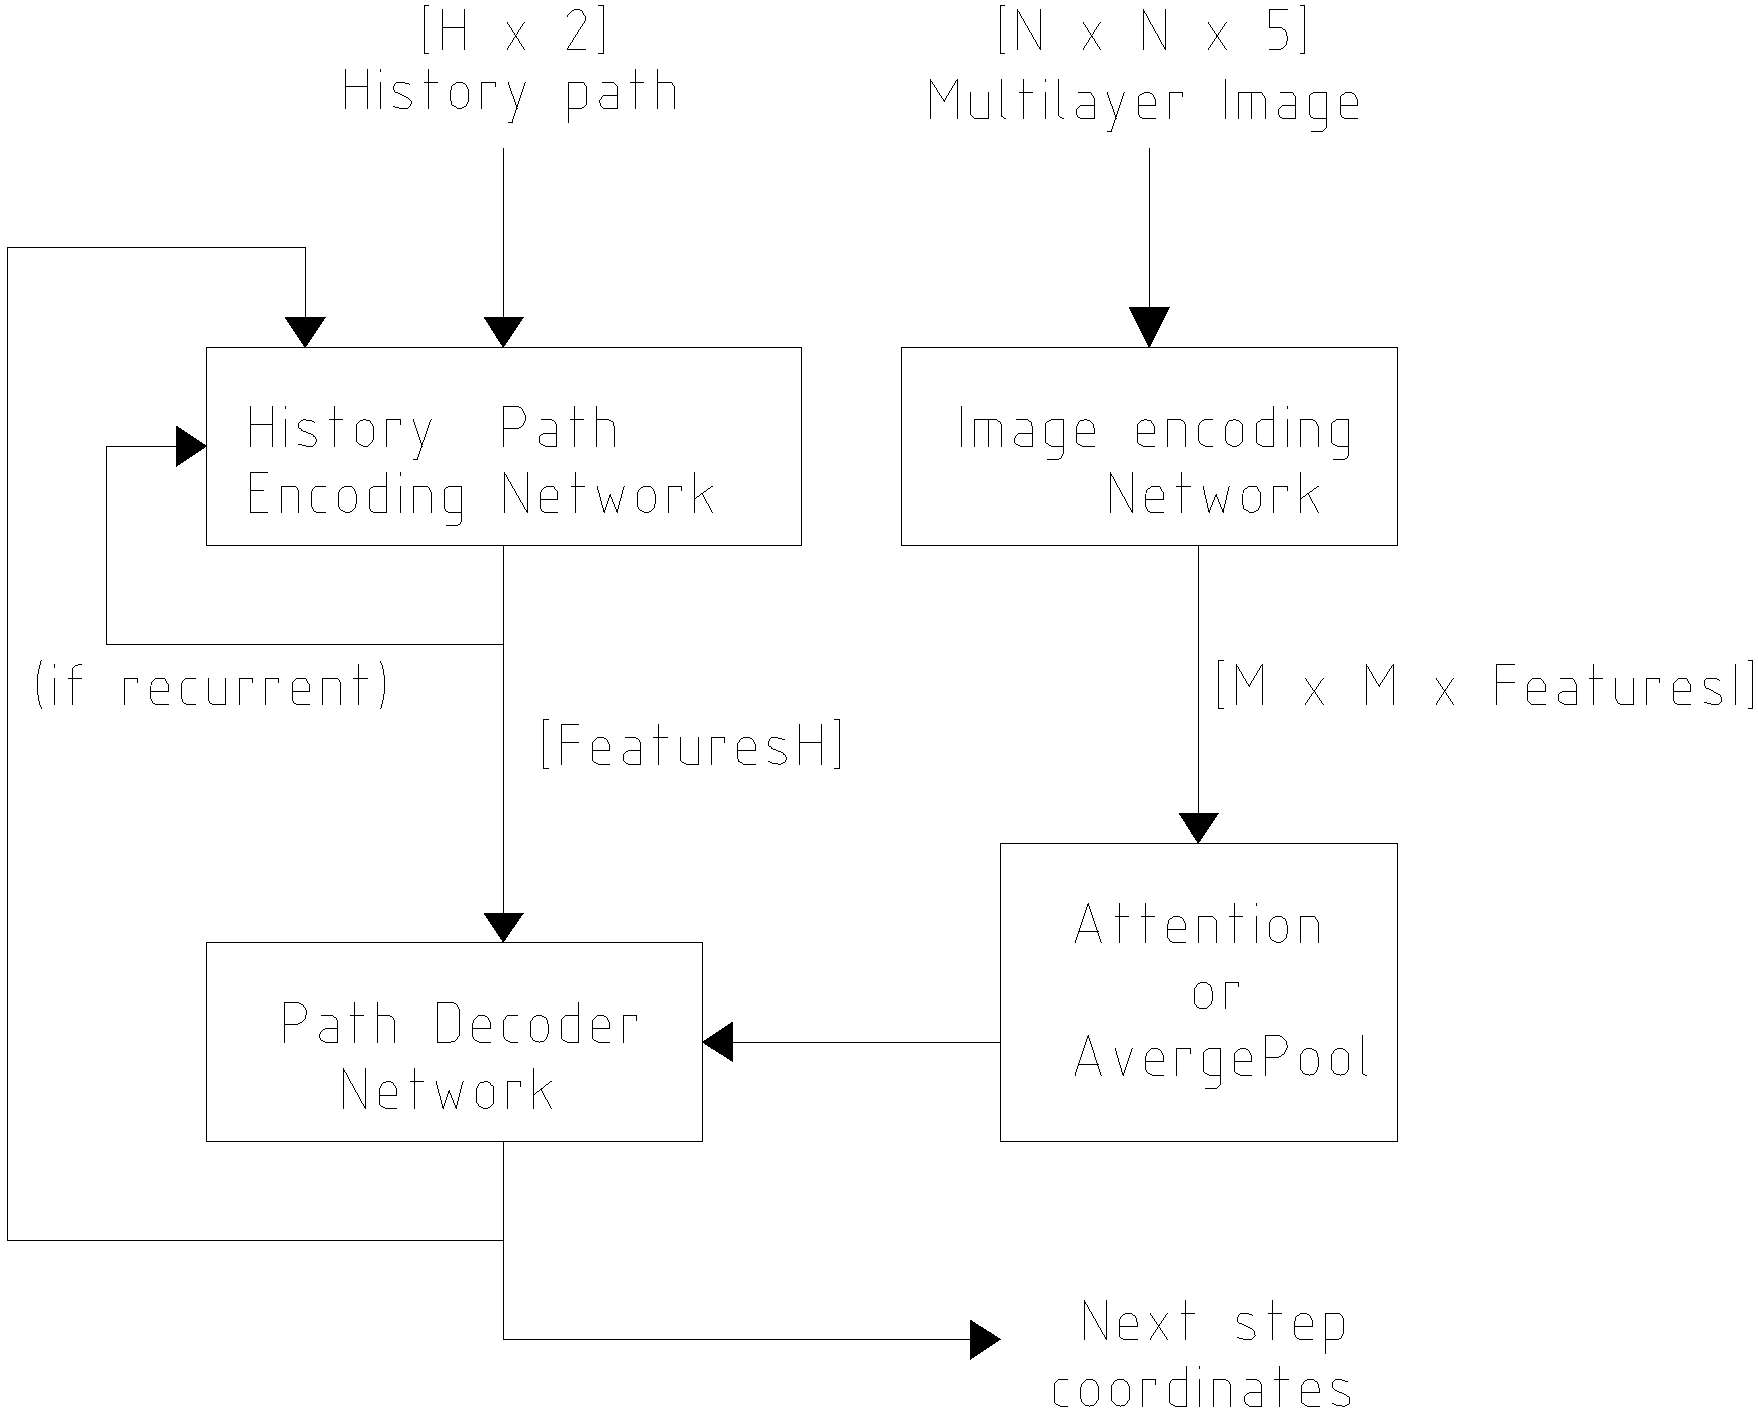 [H x 2]
History path
[N x N x 5]
Multilayer Image
History Path
Encoding Network
Image encoding
Network
(if recurrent)
[M x M x FeaturesI]
[FeaturesH]
Attention
or
AvergePool
Path Decoder
Network
Next step
coordinates